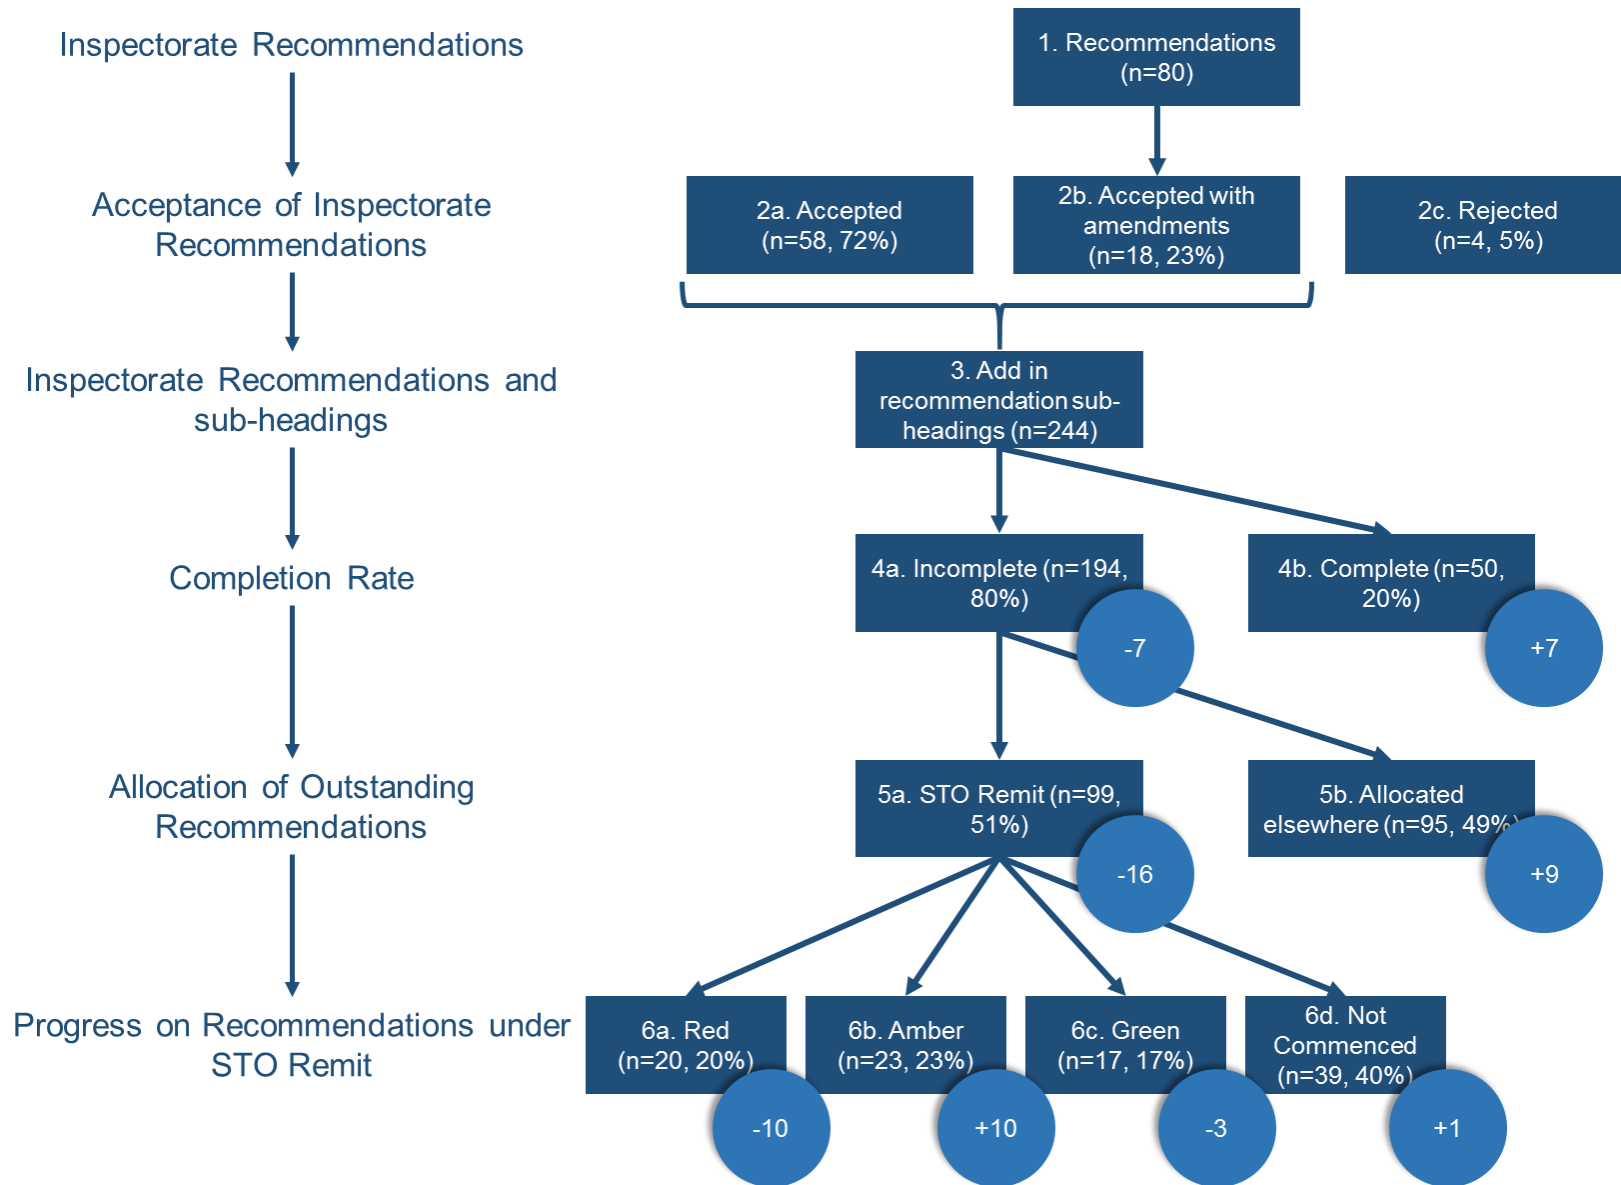 Inspectorate Recommendations
1. Recommendations
(n=80)
Acceptance of Inspectorate
Recommendations
2a. Accepted
(n=58, 72%)
2b. Accepted with
amendments
(n=18, 23%)
2c. Rejected
(n=4, 5%)
Inspectorate Recommendations and
sub-headings
3. Add in
recommendation sub-
headings (n=244)
Completion Rate
4a. Incomplete (n=194,
80%)
-7
4b. Complete (n=50,
20%)
+7
Allocation of Outstanding
Recommendations
5a. STO Remit (n=99,
51%)
-16
5b. Allocated
elsewhere (n=95, 49%)
+9
Progress on Recommendations under
STO Remit
6a. Red
(n=20, 20%)
-10
6b. Amber
(n=23, 23%)
+10
6c. Green
(n=17, 17%)
-3
6d. Not
Commenced
(n=39, 40%)
+1